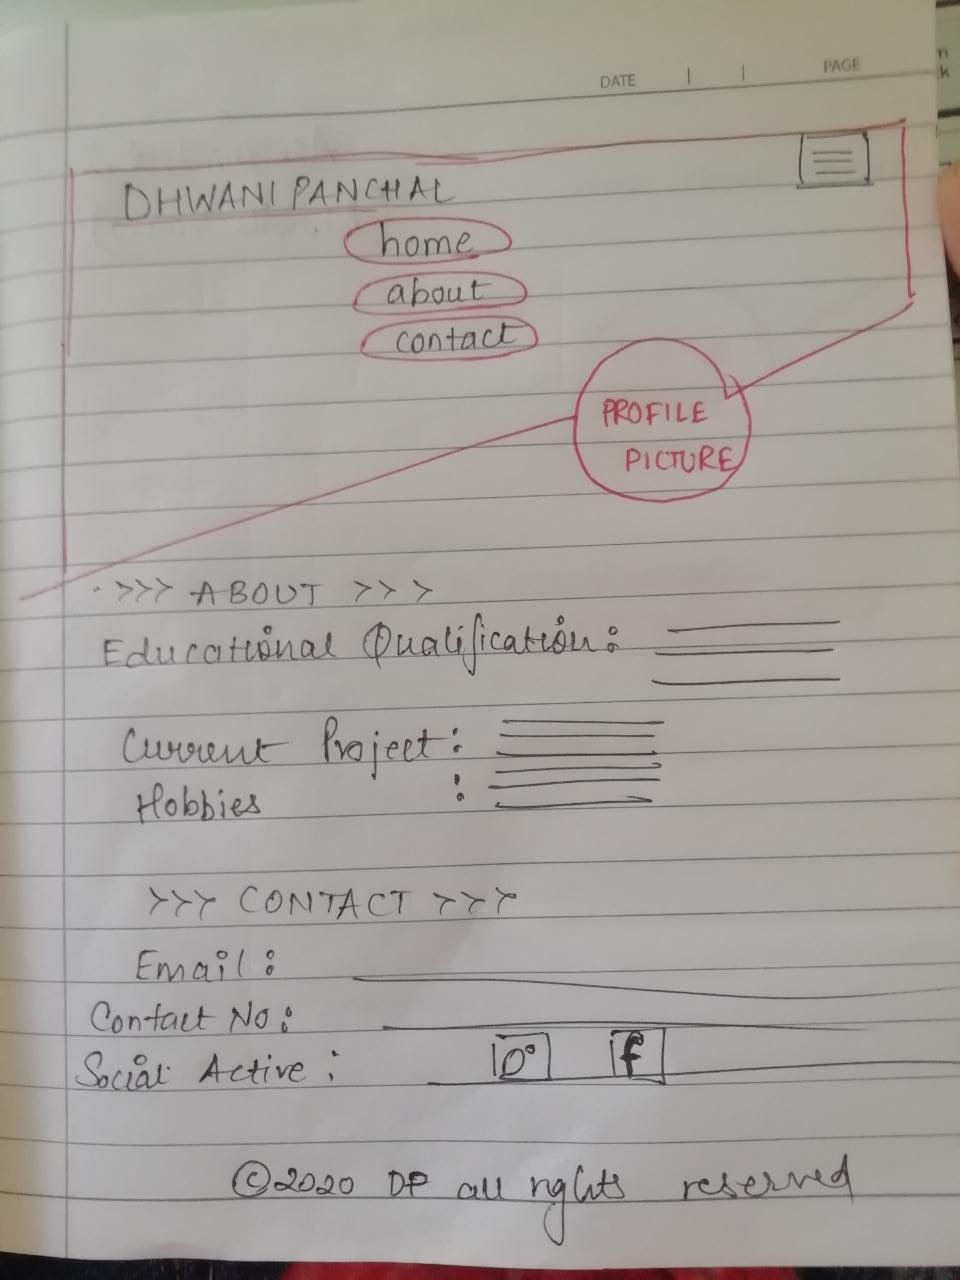 DATE | | PAGE
DHWANI PANCHAL
home
about
contact
PROFILE
PICTURE
>>> ABOUT >>>
Educational Qualification:
Current Project:
Hobbies :
>>> CONTACT >>>
Email:
Contact No:
Social Active: f
©2020 DP all rights reserved